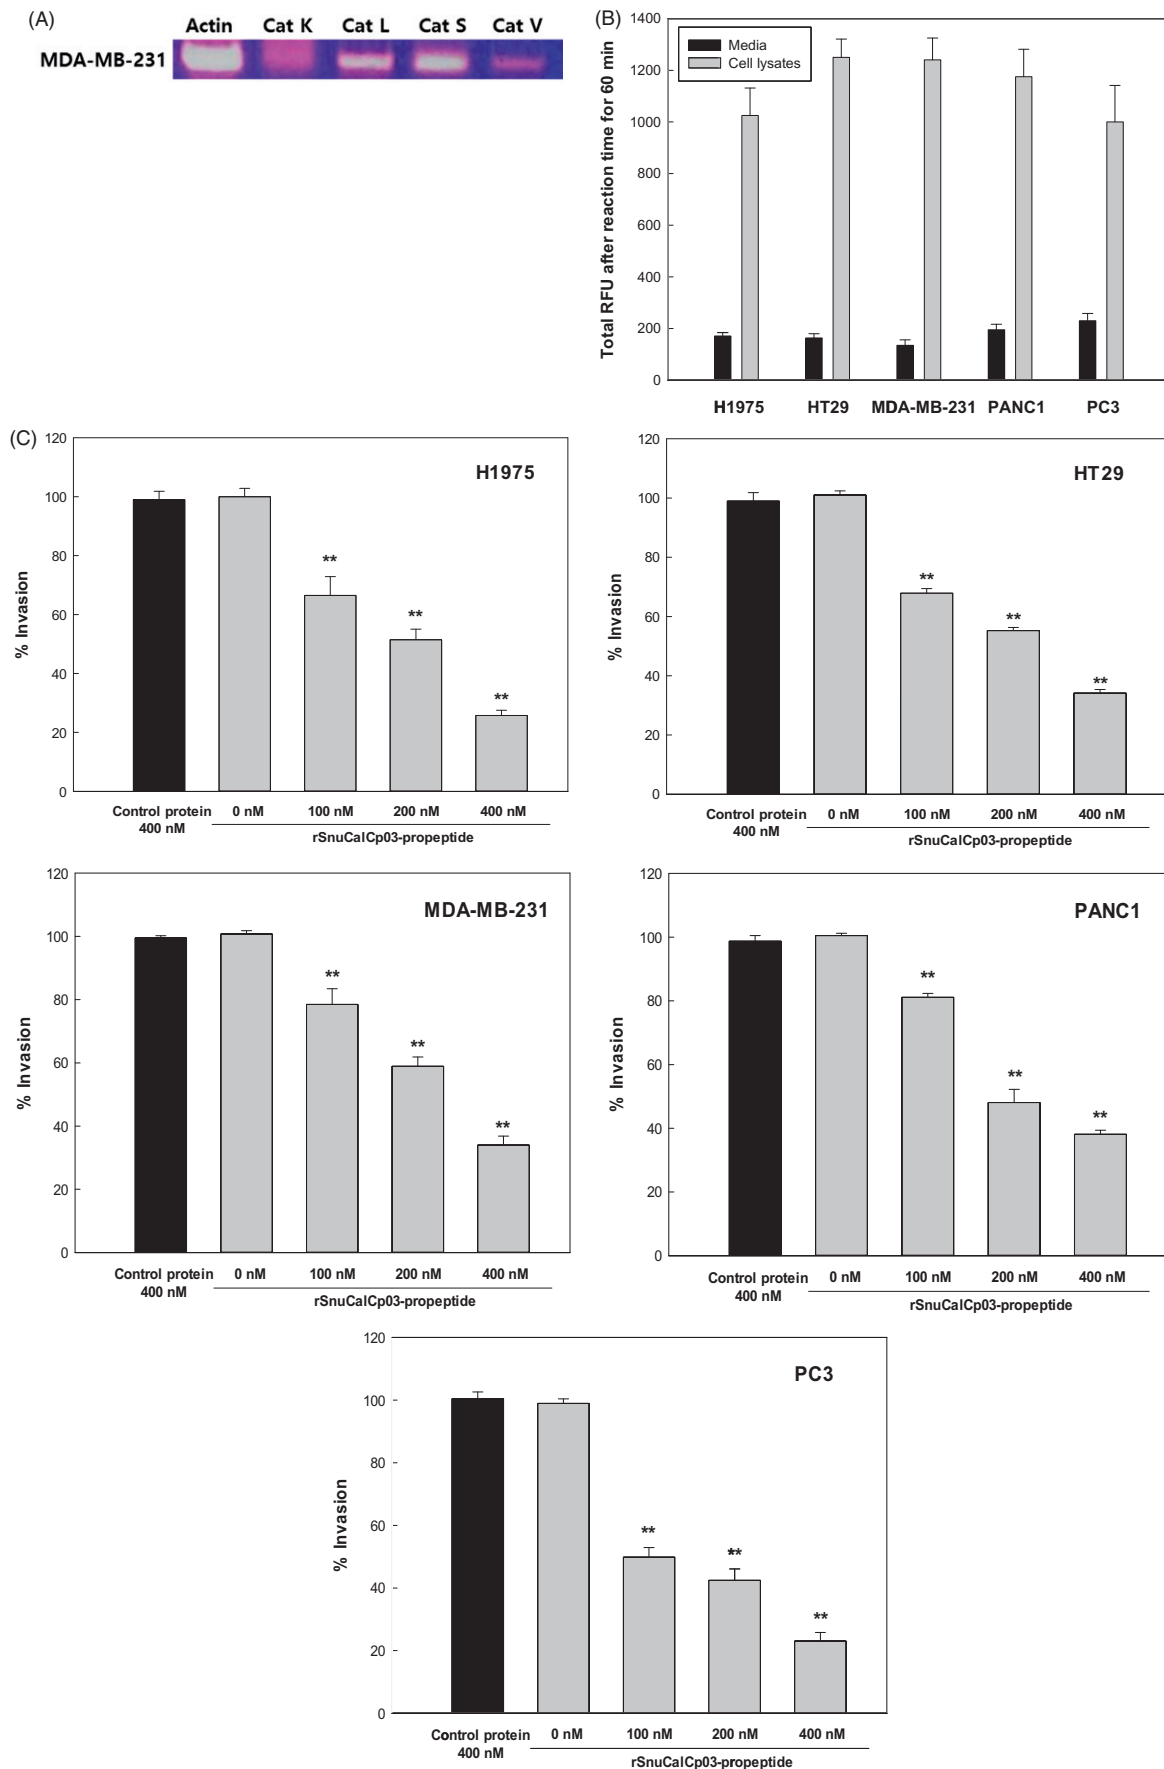 (A)
Actin Cat K Cat L Cat S Cat V
MDA-MB-231
(B)
Total RFU after reaction time for 60 min
1400
1200
1000
800
600
400
200
0
Media
Cell lysates
H1975 HT29 MDA-MB-231 PANC1 PC3
(C)
% Invasion
120
100
80
60
40
20
0
H1975
**
**
**
Control protein 0 nM 100 nM 200 nM 400 nM
400 nM
rSnuCalCp03-propeptide
% Invasion
120
100
80
60
40
20
0
HT29
**
**
**
Control protein 0 nM 100 nM 200 nM 400 nM
400 nM
rSnuCalCp03-propeptide
% Invasion
120
100
80
60
40
20
0
MDA-MB-231
**
**
**
Control protein 0 nM 100 nM 200 nM 400 nM
400 nM
rSnuCalCp03-propeptide
% Invasion
120
100
80
60
40
20
0
PANC1
**
**
**
Control protein 0 nM 100 nM 200 nM 400 nM
400 nM
rSnuCalCp03-propeptide
% Invasion
120
100
80
60
40
20
0
PC3
**
**
**
Control protein 0 nM 100 nM 200 nM 400 nM
400 nM
rSnuCalCp03-propeptide